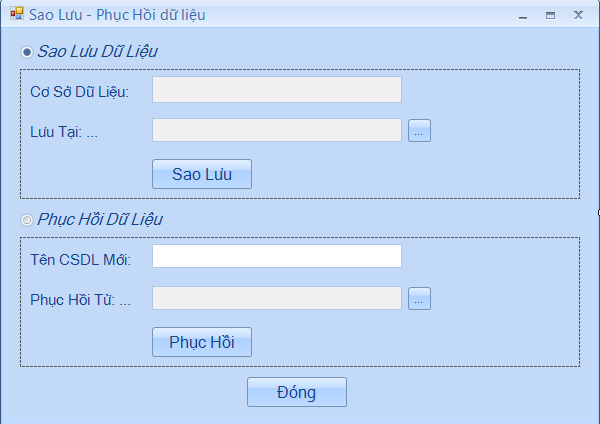 Sao Lưu - Phục Hồi dữ liệu
Sao Lưu Dữ Liệu
Cơ Sở Dữ Liệu:
Lưu Tại: ...
...
Sao Lưu
Phục Hồi Dữ Liệu
Tên CSDL Mới:
Phục Hồi Từ: ...
...
Phục Hồi
Đóng